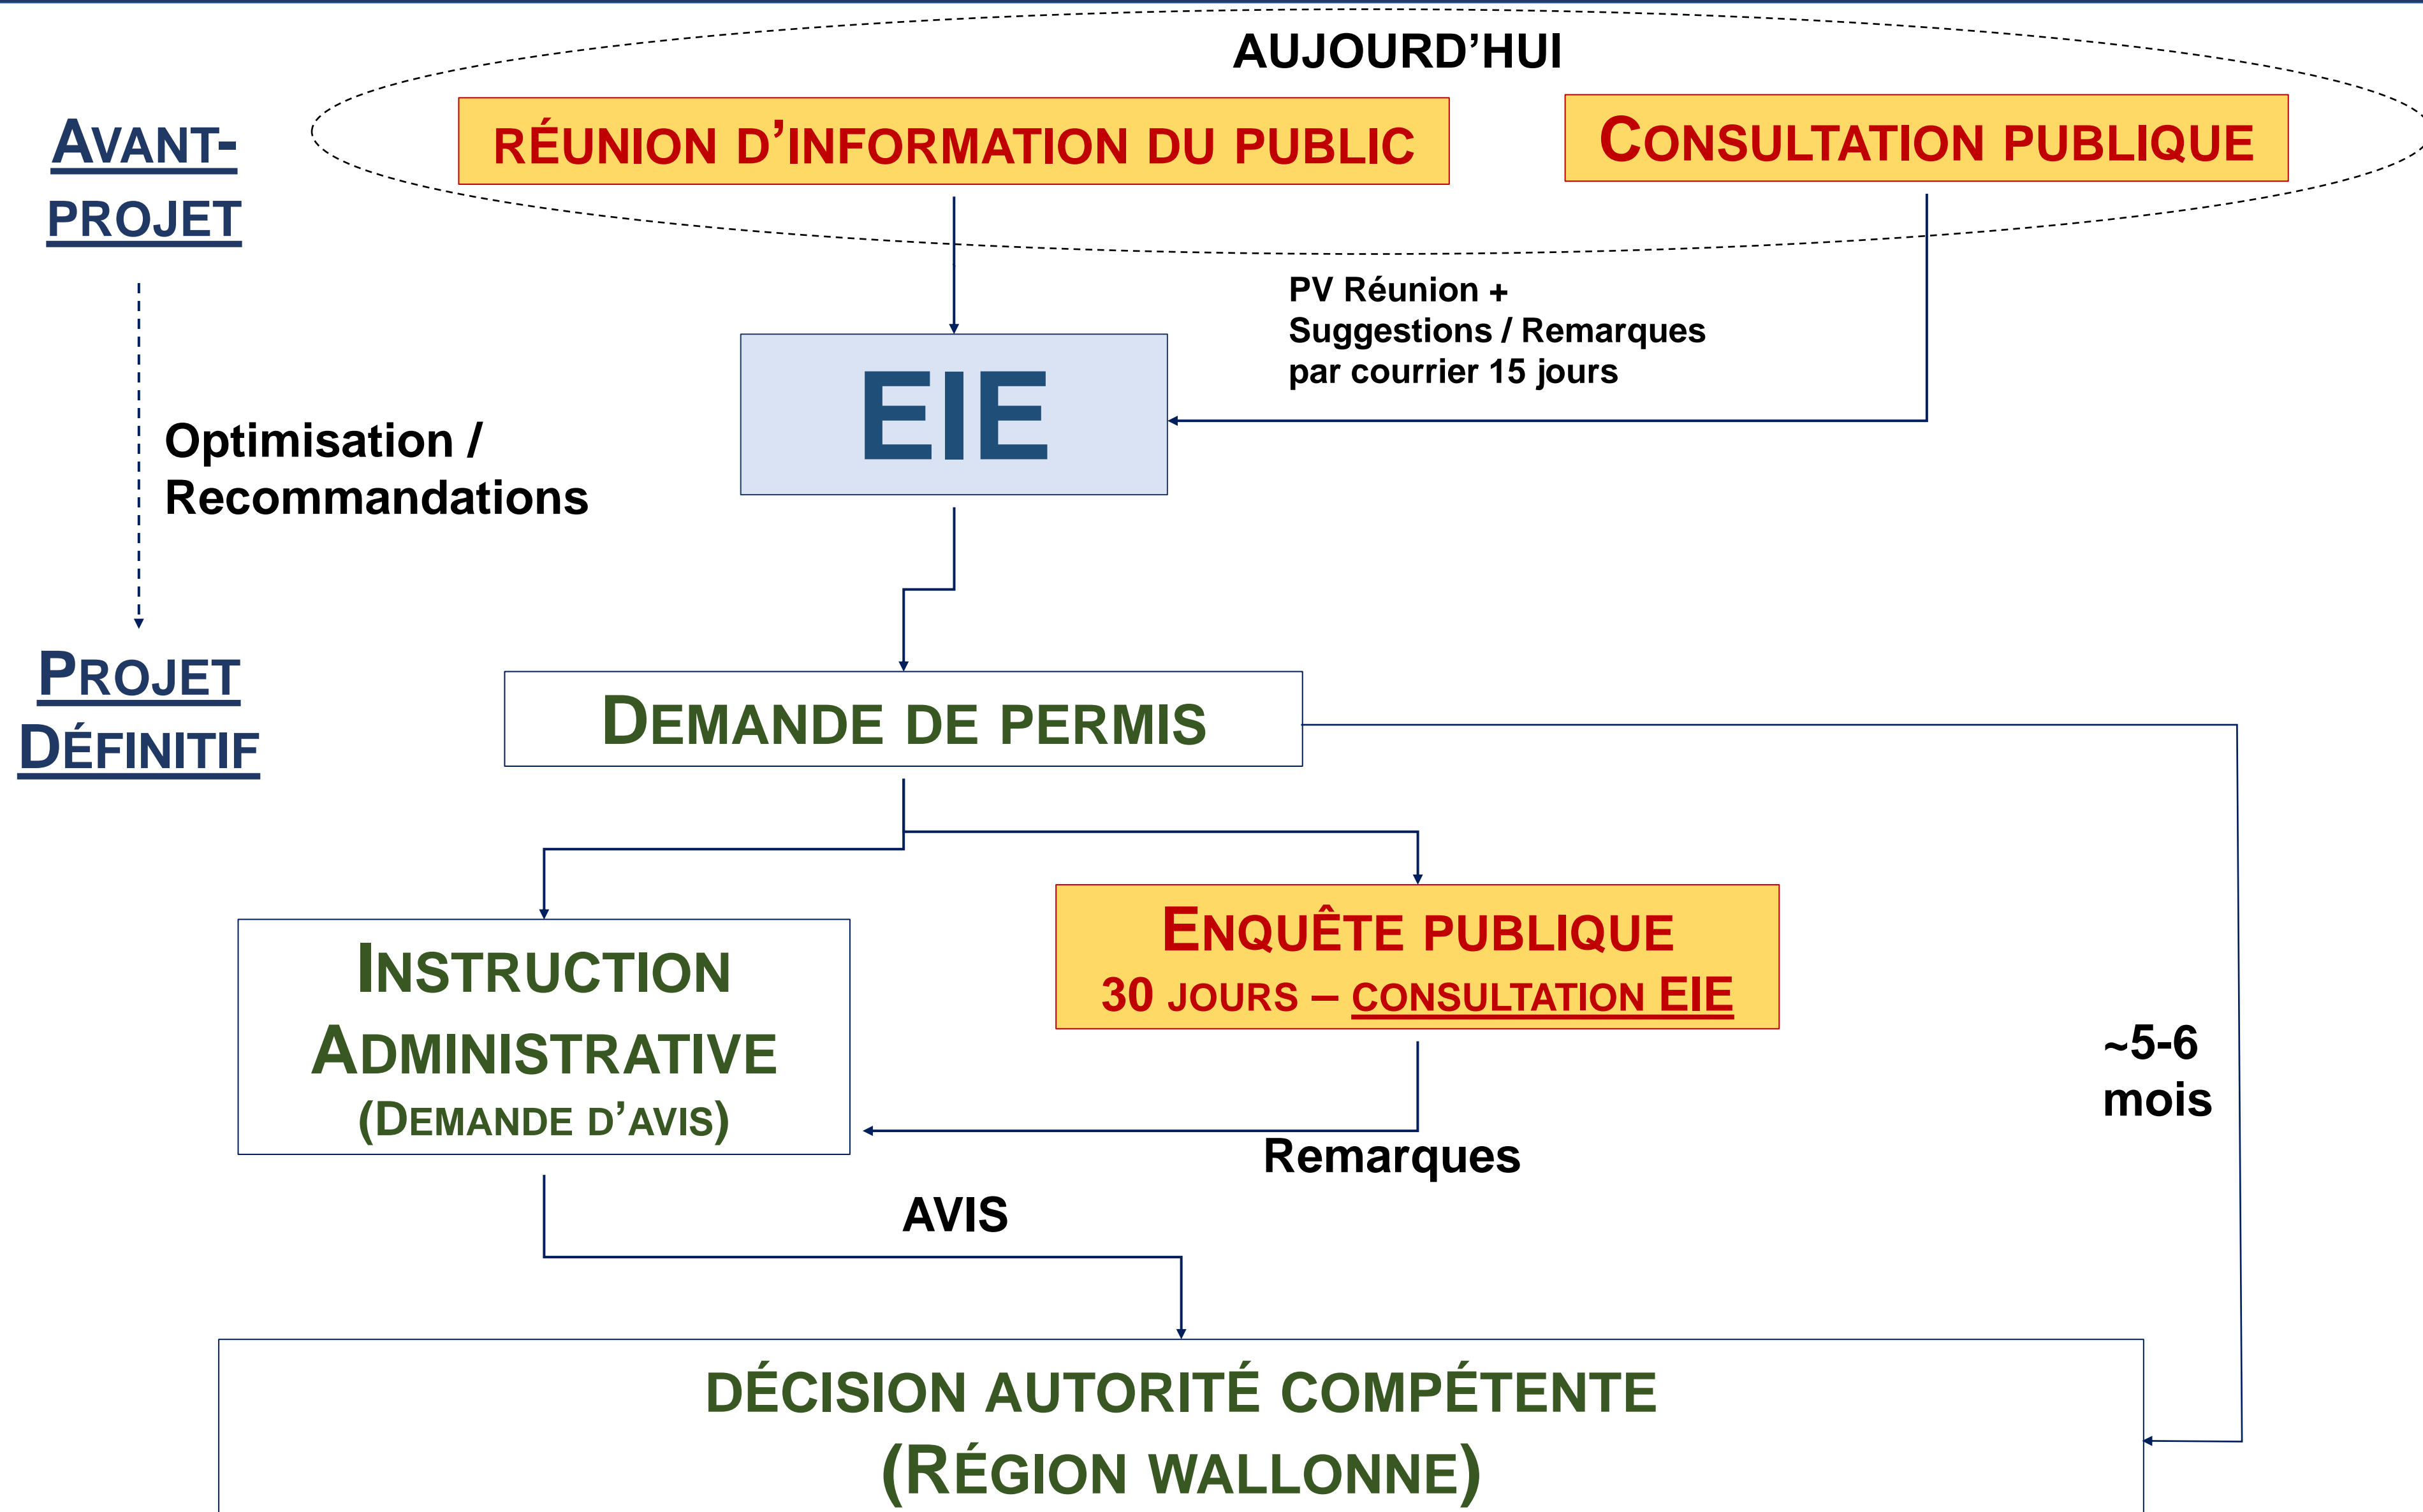 AUJOURD’HUI
AVANT-
PROJET
RÉUNION D’INFORMATION DU PUBLIC
CONSULTATION PUBLIQUE
PV Réunion +
Suggestions / Remarques
par courrier 15 jours
EIE
Optimisation /
Recommandations
PROJET
DÉFINITIF
DEMANDE DE PERMIS
INSTRUCTION
ADMINISTRATIVE
(DEMANDE D’AVIS)
ENQUÊTE PUBLIQUE
30 JOURS – CONSULTATION EIE
~5-6
mois
Remarques
AVIS
DÉCISION AUTORITÉ COMPÉTENTE
(RÉGION WALLONNE)